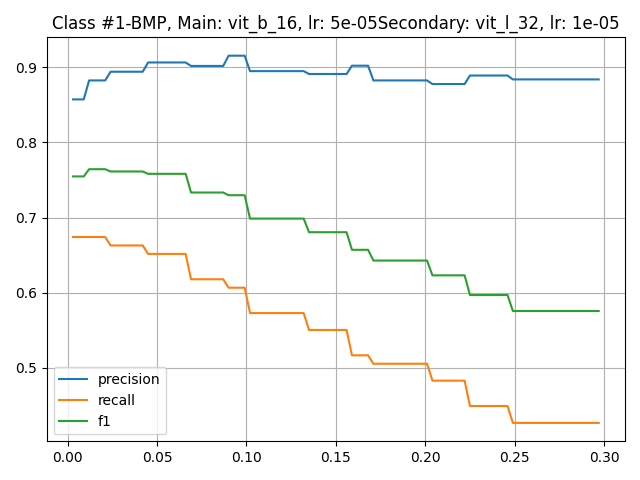 Class #1-BMP, Main: vit_b_16, lr: 5e-05Secondary: vit_l_32, lr: 1e-05
0.9
0.8
0.7
0.6
0.5
precision
recall
f1
0.00 0.05 0.10 0.15 0.20 0.25 0.30